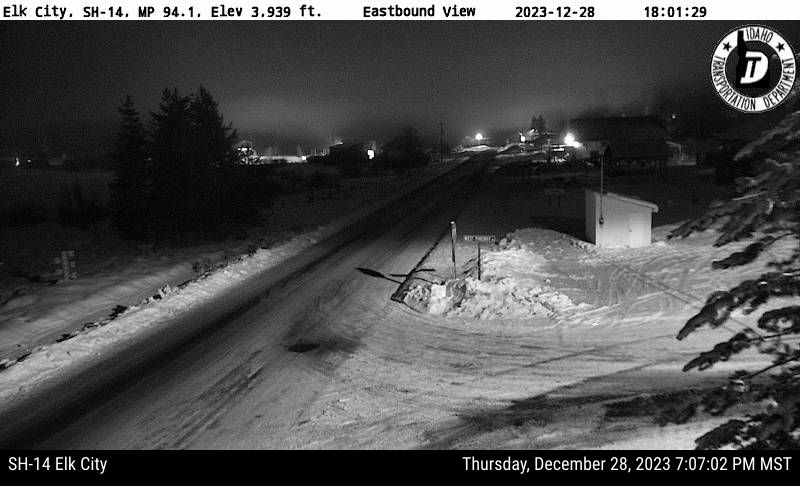 Elk City, SH-14, MP 94.1, Elev 3,939 ft. Eastbound View 2023-12-28 18:01:29
IDAHO
TRANSPORTATION DEPARTMENT
SH-14 Elk City Thursday, December 28, 2023 7:07:02 PM MST